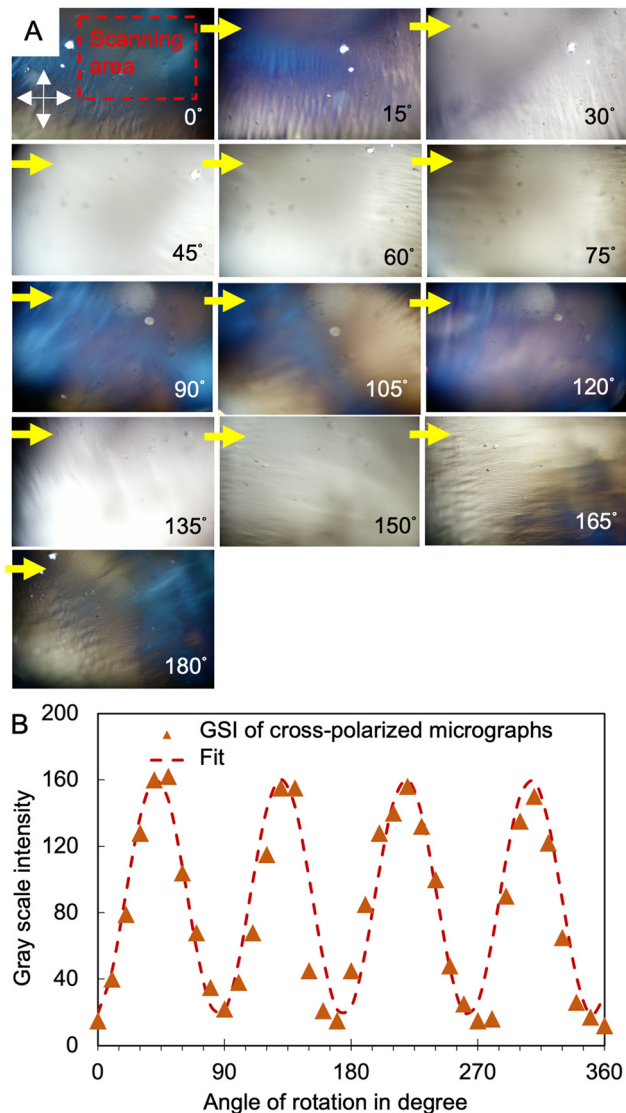 A
Scanning
area
0°
15°
30°
45°
60°
75°
90°
105°
120°
135°
150°
165°
180°
B
200
GSI of cross-polarized micrographs
Fit
160
120
80
40
0
Gray scale intensity
0 90 180 270 360
Angle of rotation in degree